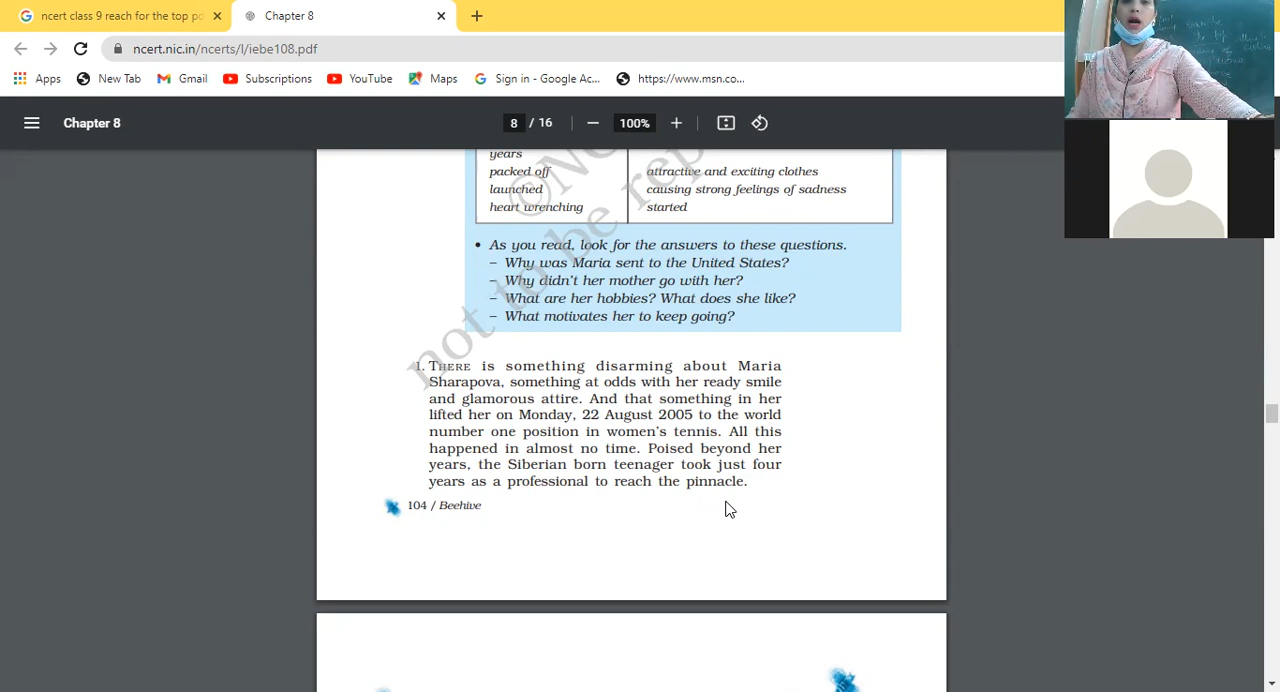 ncert class 9 reach for the top pd
Chapter 8
ncert.nic.in/ncerts/l/iebe108.pdf
Apps
New Tab
Gmail
Subscriptions
YouTube
Maps
Sign in - Google Ac...
https://www.msn.co...
Chapter 8
8 / 16
100%
years
packed off
launched
heart wrenching
attractive and exciting clothes
causing strong feelings of sadness
started
• As you read, look for the answers to these questions.
– Why was Maria sent to the United States?
– Why didn't her mother go with her?
– What are her hobbies? What does she like?
– What motivates her to keep going?
1. THERE is something disarming about Maria
Sharapova, something at odds with her ready smile
and glamorous attire. And that something in her
lifted her on Monday, 22 August 2005 to the world
number one position in women's tennis. All this
happened in almost no time. Poised beyond her
years, the Siberian born teenager took just four
years as a professional to reach the pinnacle.
104 / Beehive
not to be rep